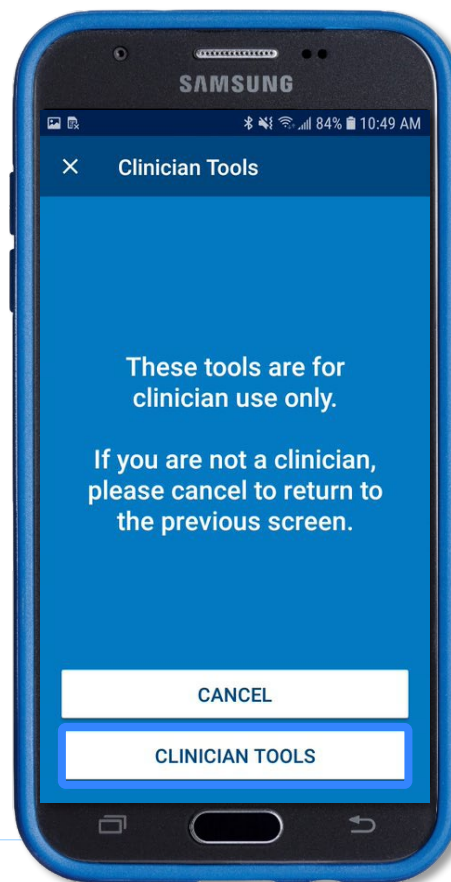 SAMSUNG
84% 10:49 AM
Clinician Tools
These tools are for
clinician use only.
If you are not a clinician,
please cancel to return to
the previous screen.
CANCEL
CLINICIAN TOOLS